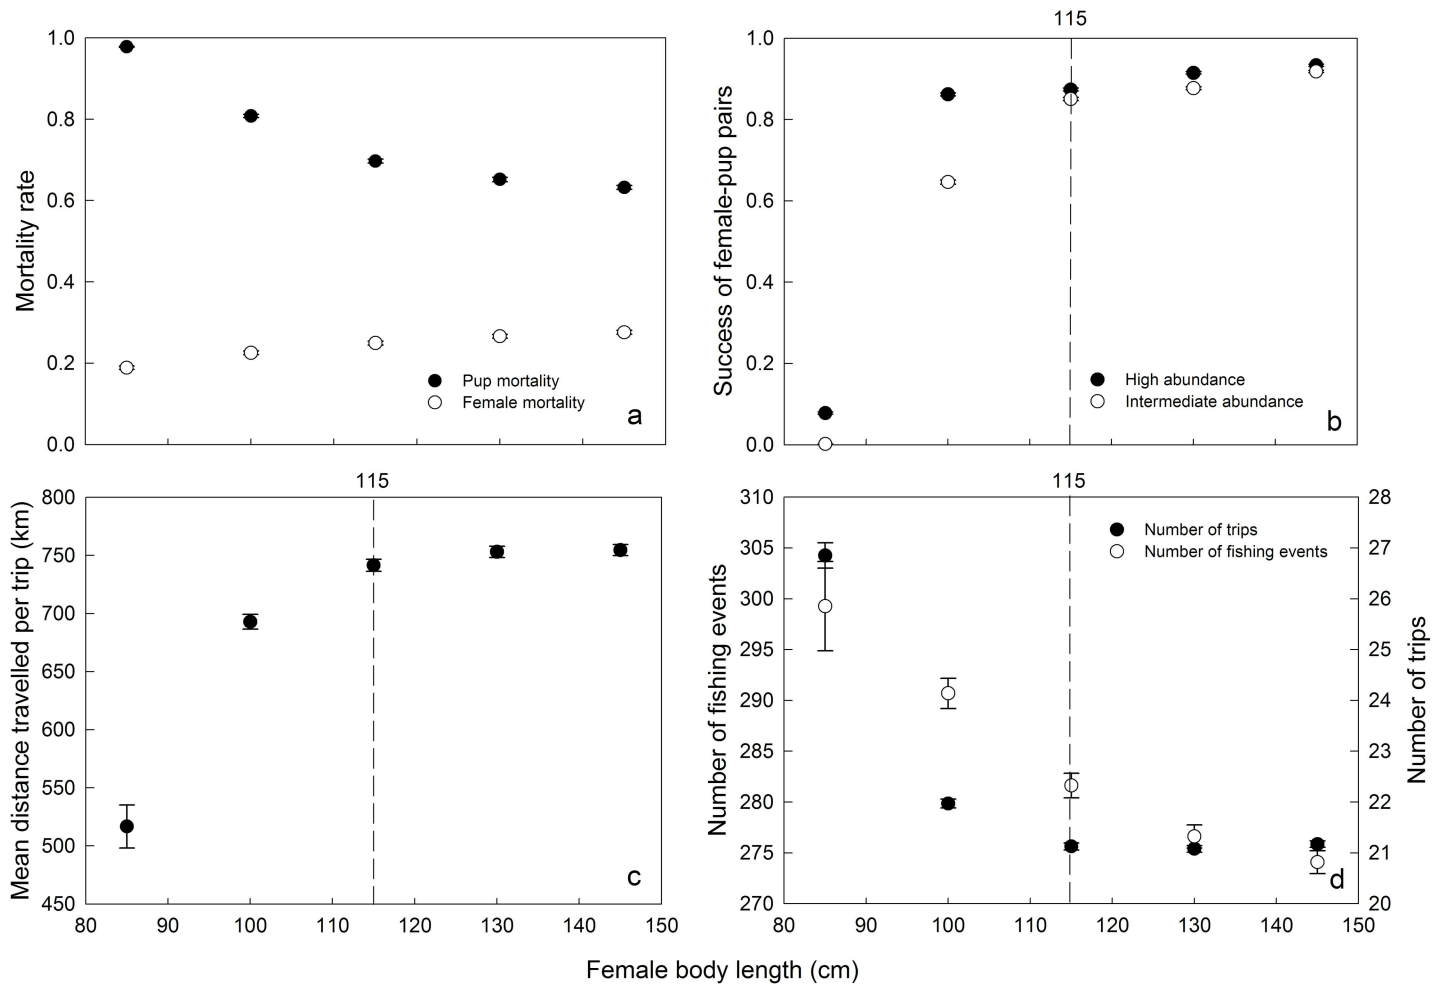 1.0
0.8
0.6
0.4
0.2
0.0
Mortality rate
Pup mortality
Female mortality
a
115
1.0
0.8
0.6
0.4
0.2
0.0
Success of female-pup pairs
High abundance
Intermediate abundance
b
115
800
750
700
650
600
550
500
450
Mean distance travelled per trip (km)
c
80 90 100 110 120 130 140 150
115
310
305
300
295
290
285
280
275
270
Number of fishing events
Number of trips
Number of fishing events
28
27
26
25
24
23
22
21
20
Number of trips
d
80 90 100 110 120 130 140 150
Female body length (cm)